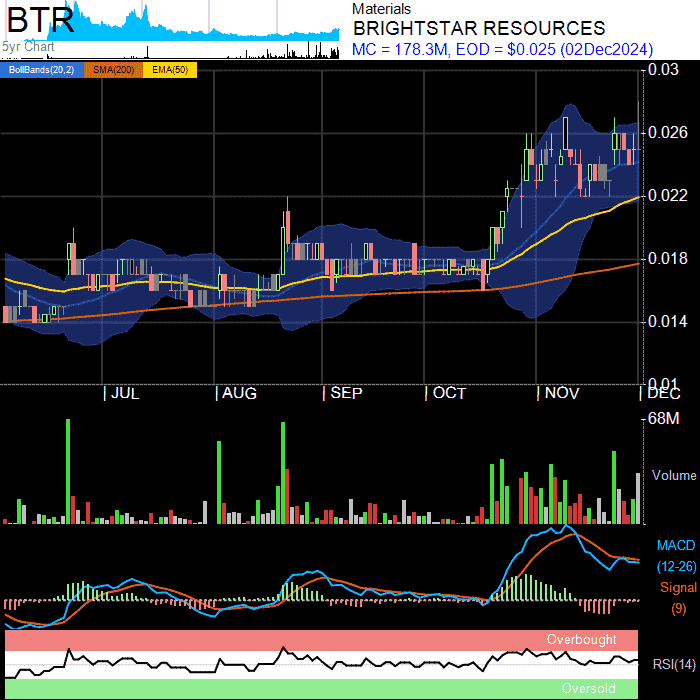 BTR
5yr Chart
Materials
BRIGHTSTAR RESOURCES
MC = 178.3M, EOD = $0.025 (02Dec2024)
BollBands(20,2) SMA(200) EMA(50)
0.03
0.026
0.022
0.018
0.014
0.01
JUL AUG SEP OCT NOV DEC
68M
Volume
MACD
(12-26)
Signal
(9)
Overbought
RSI(14)
Oversold